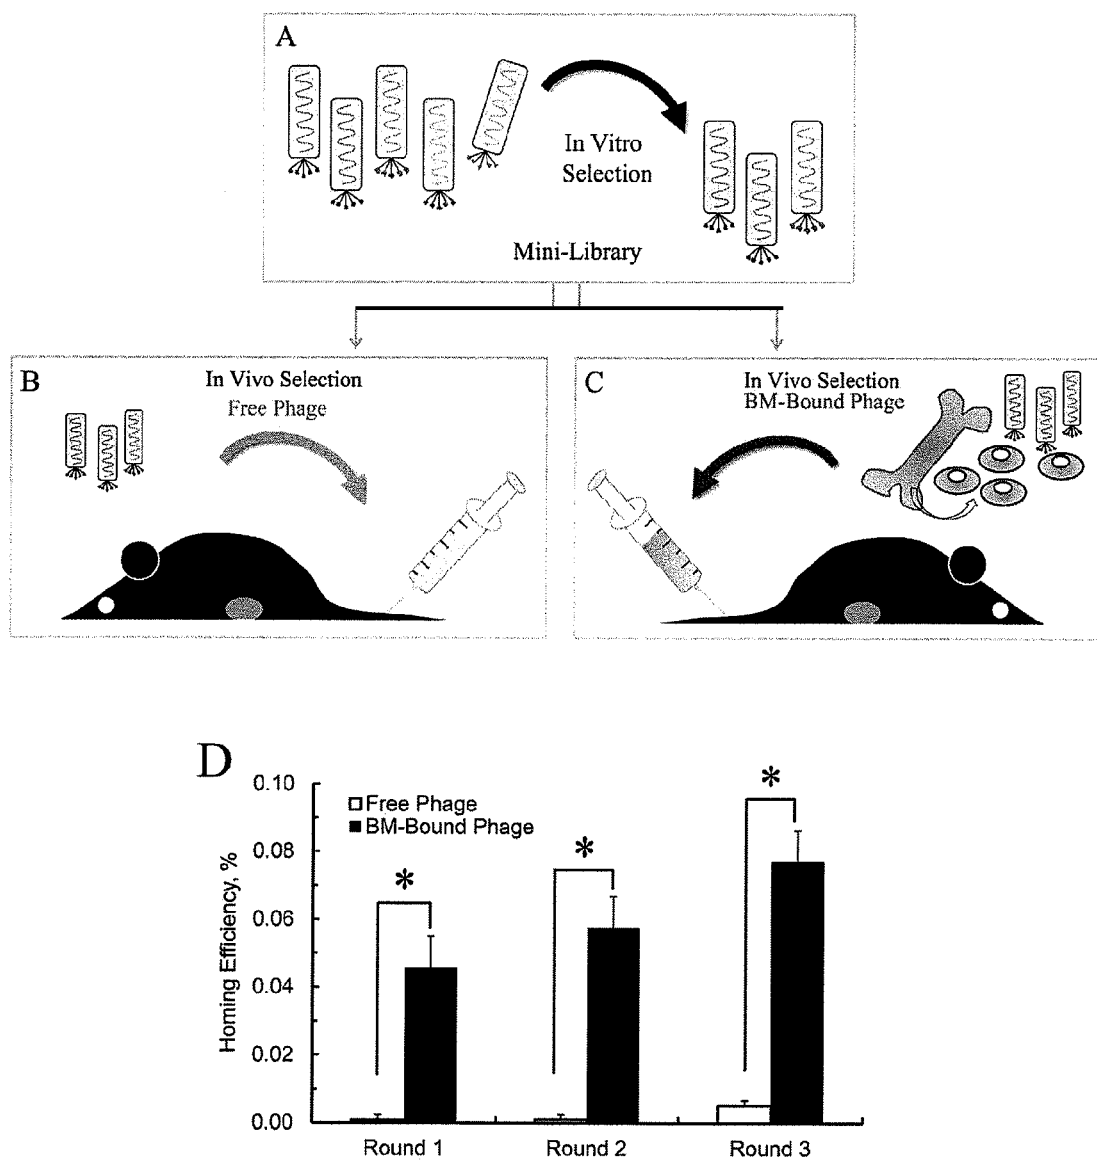 A
In Vitro
Selection
Mini-Library
B
In Vivo Selection
Free Phage
C
In Vivo Selection
BM-Bound Phage
D
Homing Efficiency, %
0.10
0.08
0.06
0.04
0.02
0.00
Free Phage
BM-Bound Phage
*
*
*
Round 1
Round 2
Round 3